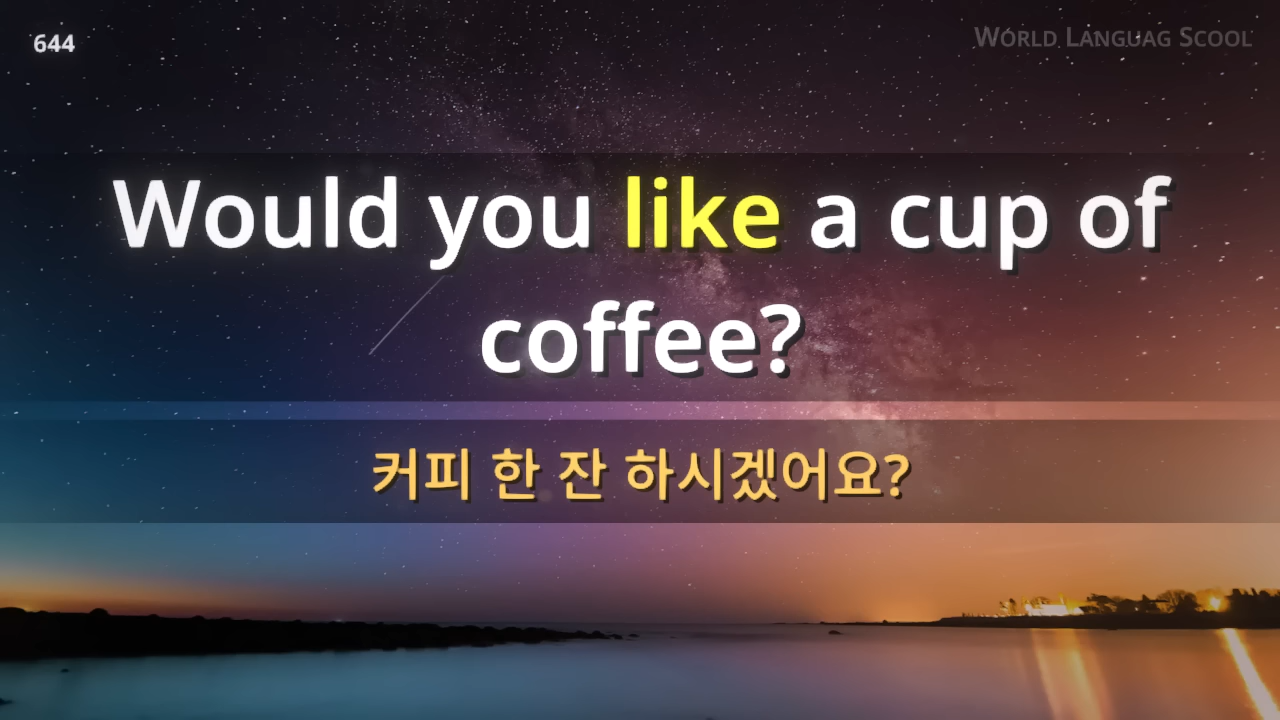 644
World Languag Scool
Would you like a cup of
coffee?
커피 한 잔 하시겠어요?